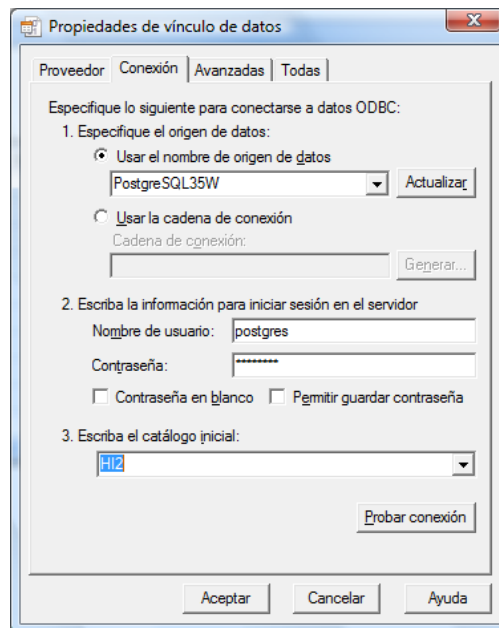 Propiedades de vínculo de datos
Proveedor Conexión Avanzadas Todas
Especifique lo siguiente para conectarse a datos ODBC:
1. Especifique el origen de datos:
Usar el nombre de origen de datos
PostgreSQL35W Actualizar
Usar la cadena de conexión
Cadena de conexión:
Generar...
2. Escriba la información para iniciar sesión en el servidor
Nombre de usuario: postgres
Contraseña: ********
Contraseña en blanco Permitir guardar contraseña
3. Escriba el catálogo inicial:
HI2
Probar conexión
Aceptar Cancelar Ayuda